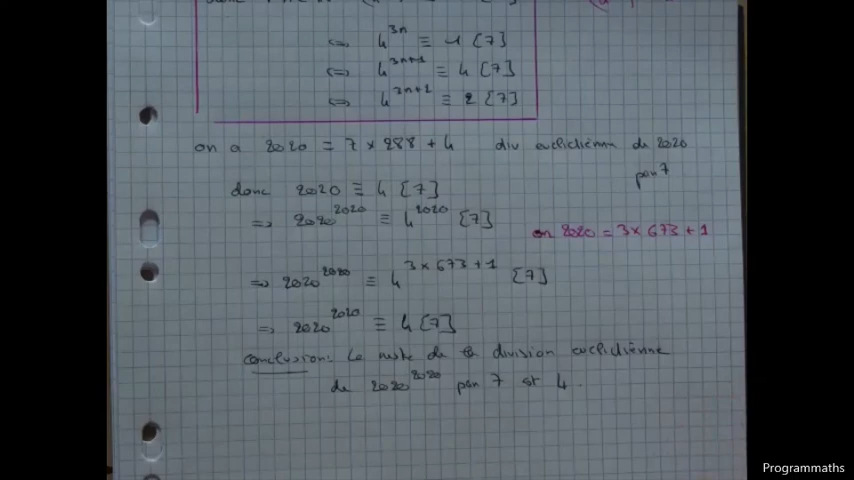 ⟺ 4^3n ≡ 1 [7]
⟺ 4^3n+1 ≡ 4 [7]
⟺ 4^3n+2 ≡ 2 [7]
on a 2020 = 7 × 288 + 4 div euclidienne de 2020
par 7
donc 2020 ≡ 4 [7]
⟹ 2020^2020 ≡ 4^2020 [7]
or 2020 = 3 × 673 + 1
⟹ 2020^2020 ≡ 4^3×673+1 [7]
⟹ 2020^2020 ≡ 4 [7]
conclusion: Le reste de la division euclidienne
de 2020^2020 par 7 est 4.
Programmaths